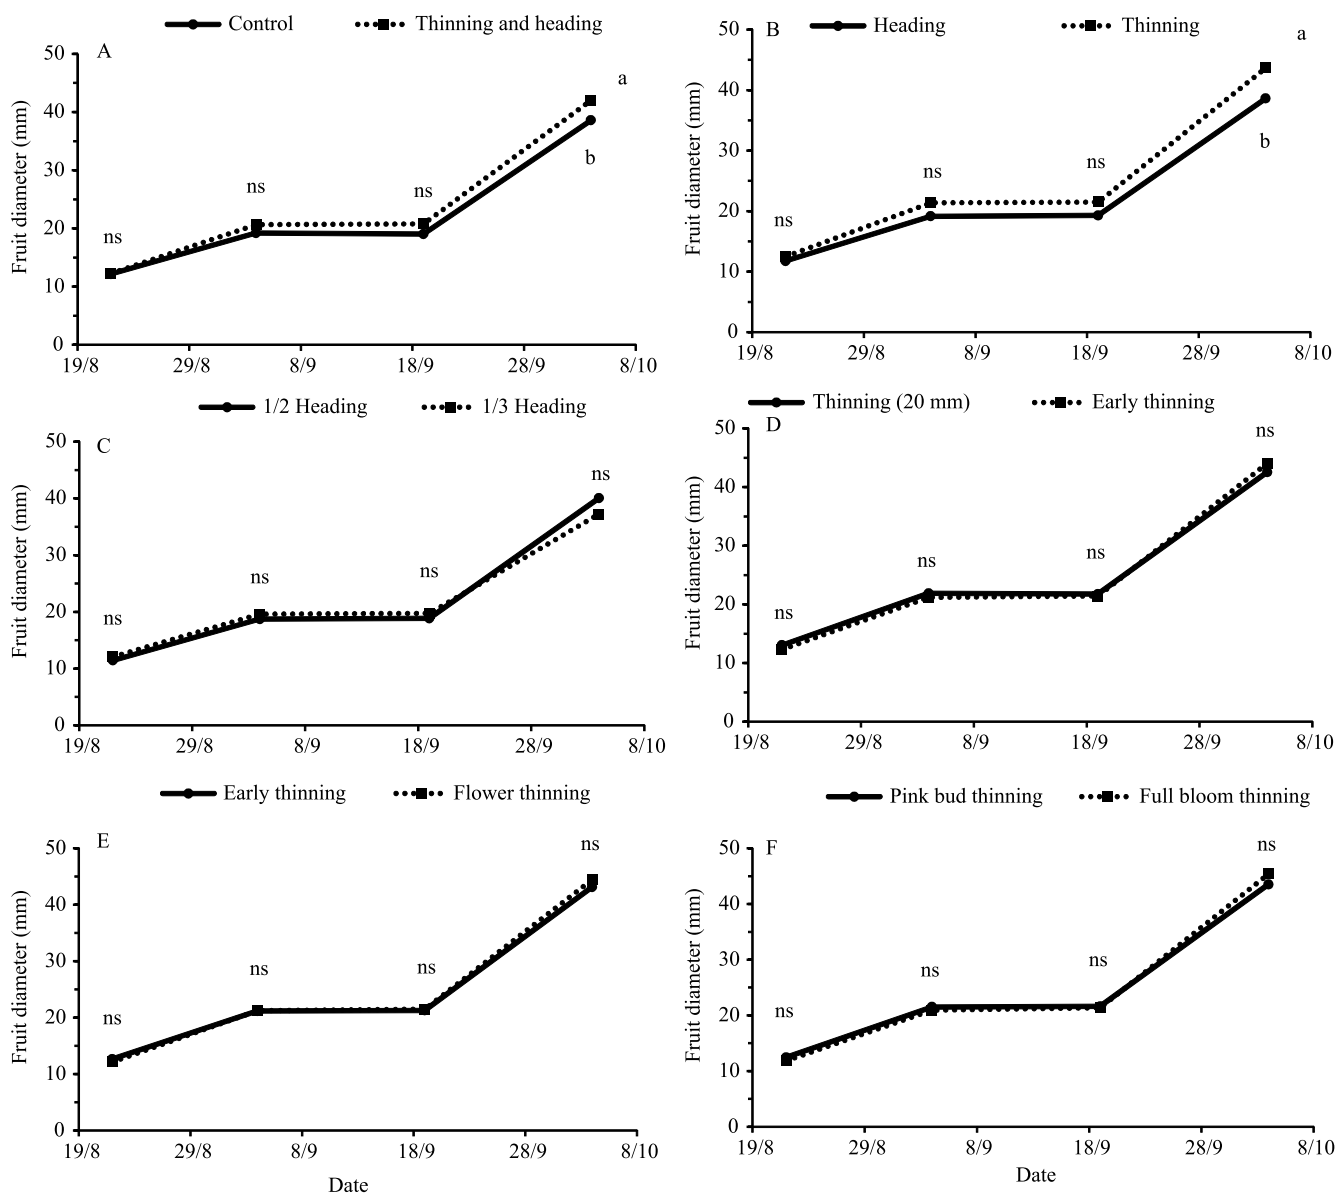 Control Thinning and heading
A
Fruit diameter (mm)
50
40
30
20
10
0
ns ns ns a b
19/8 29/8 8/9 18/9 28/9 8/10
Heading Thinning
B
Fruit diameter (mm)
50
40
30
20
10
0
ns ns ns a b
19/8 29/8 8/9 18/9 28/9 8/10
1/2 Heading 1/3 Heading
C
Fruit diameter (mm)
50
40
30
20
10
0
ns ns ns ns
19/8 29/8 8/9 18/9 28/9 8/10
Thinning (20 mm) Early thinning
D
Fruit diameter (mm)
50
40
30
20
10
0
ns ns ns ns
19/8 29/8 8/9 18/9 28/9 8/10
Early thinning Flower thinning
E
Fruit diameter (mm)
50
40
30
20
10
0
ns ns ns ns
19/8 29/8 8/9 18/9 28/9 8/10
Date
Pink bud thinning Full bloom thinning
F
Fruit diameter (mm)
50
40
30
20
10
0
ns ns ns ns
19/8 29/8 8/9 18/9 28/9 8/10
Date